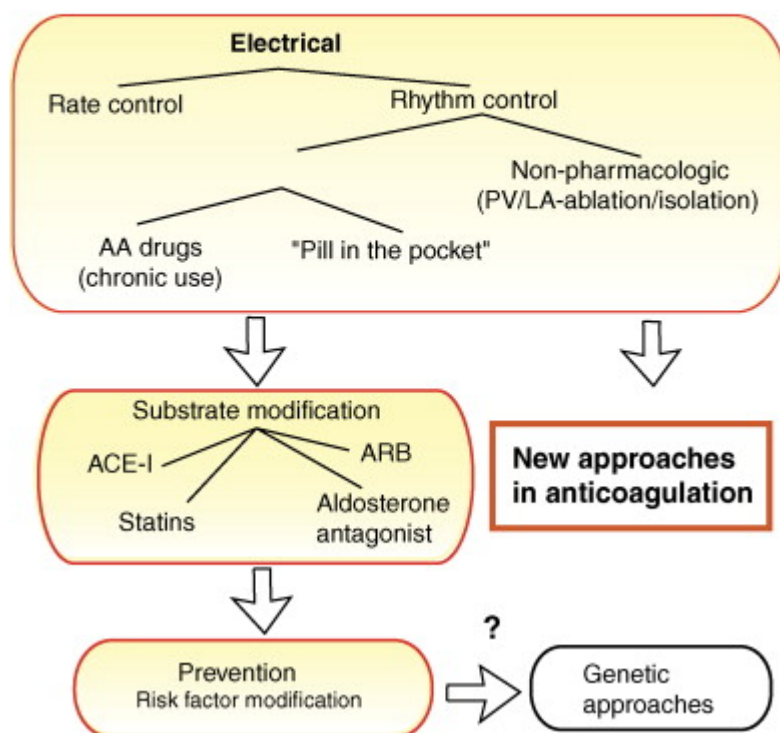 Electrical
Rate control
Rhythm control
Non-pharmacologic
(PV/LA-ablation/isolation)
AA drugs
(chronic use)
"Pill in the pocket"
Substrate modification
ACE-I
ARB
Statins
Aldosterone
antagonist
New approaches
in anticoagulation
Prevention
Risk factor modification
?
Genetic
approaches